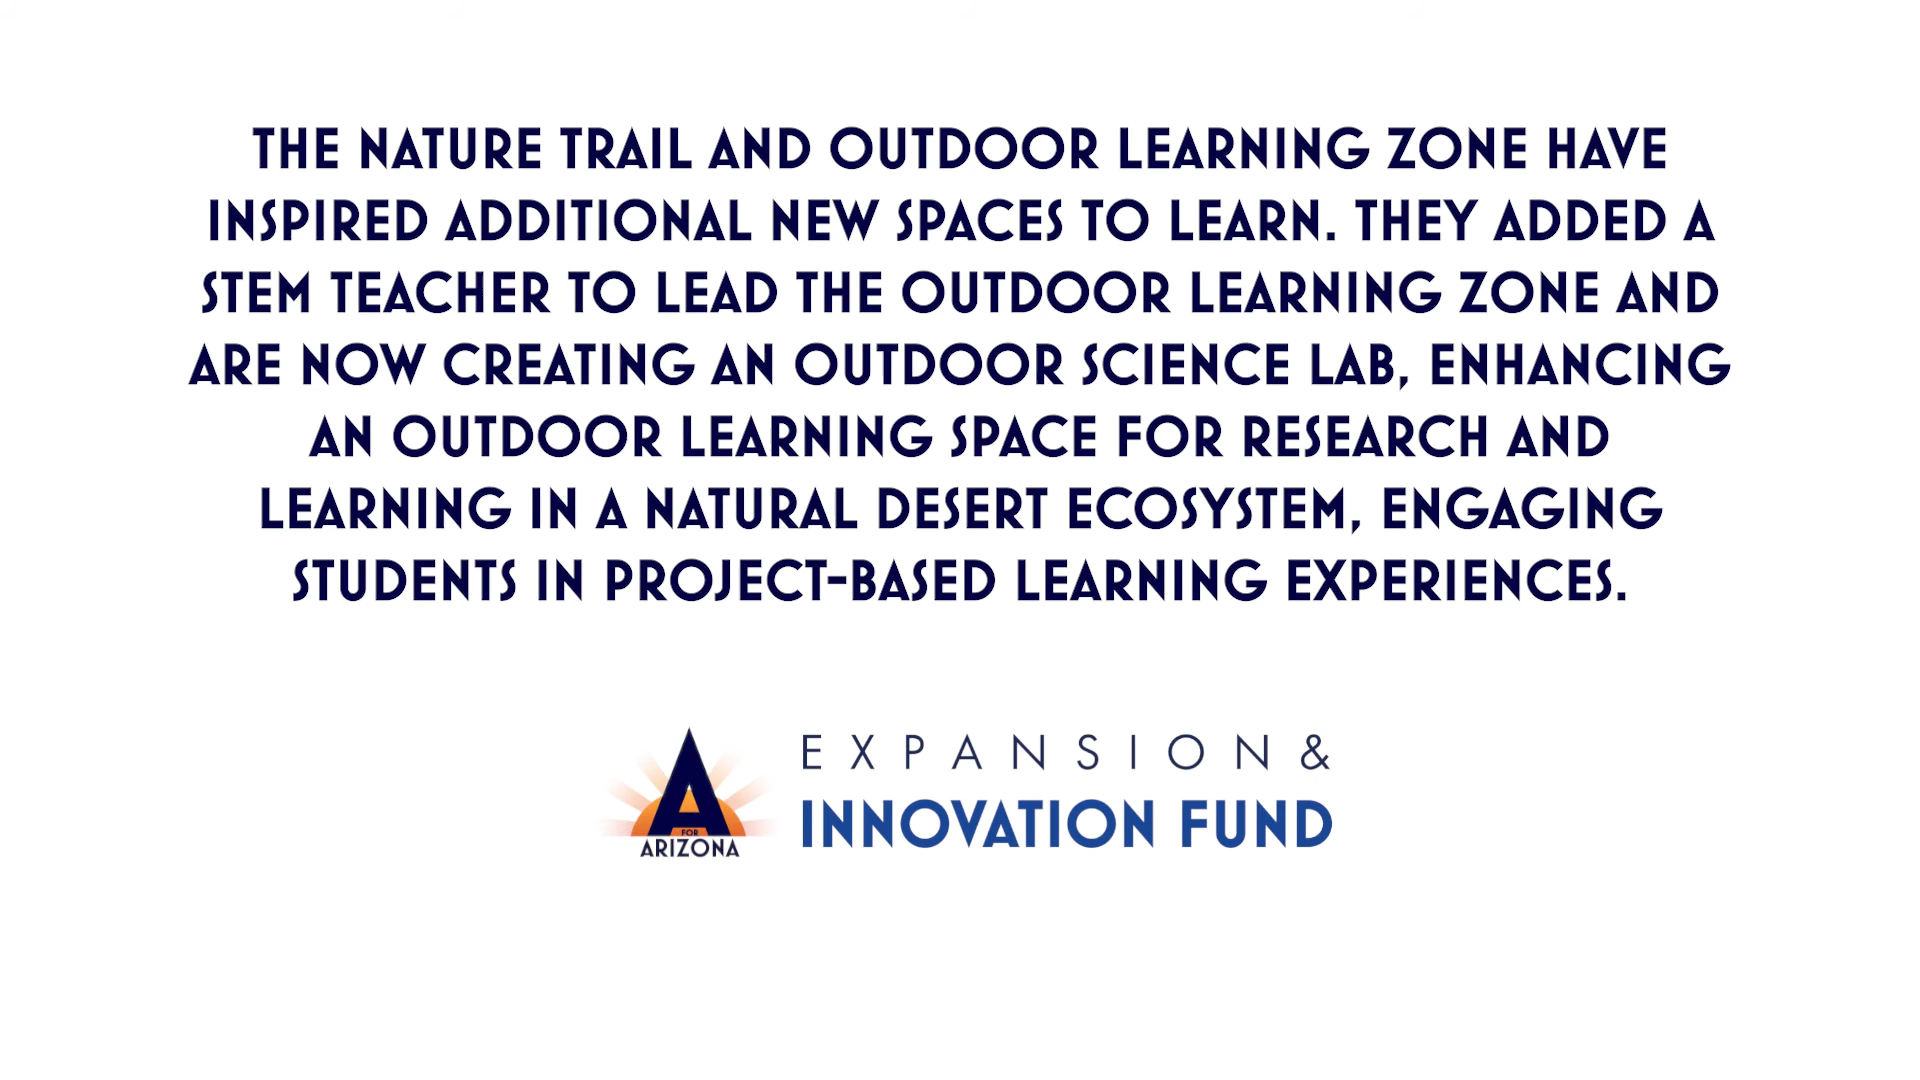 THE NATURE TRAIL AND OUTDOOR LEARNING ZONE HAVE
INSPIRED ADDITIONAL NEW SPACES TO LEARN. THEY ADDED A
STEM TEACHER TO LEAD THE OUTDOOR LEARNING ZONE AND
ARE NOW CREATING AN OUTDOOR SCIENCE LAB, ENHANCING
AN OUTDOOR LEARNING SPACE FOR RESEARCH AND
LEARNING IN A NATURAL DESERT ECOSYSTEM, ENGAGING
STUDENTS IN PROJECT-BASED LEARNING EXPERIENCES.
A
FOR
ARIZONA
EXPANSION &
INNOVATION FUND